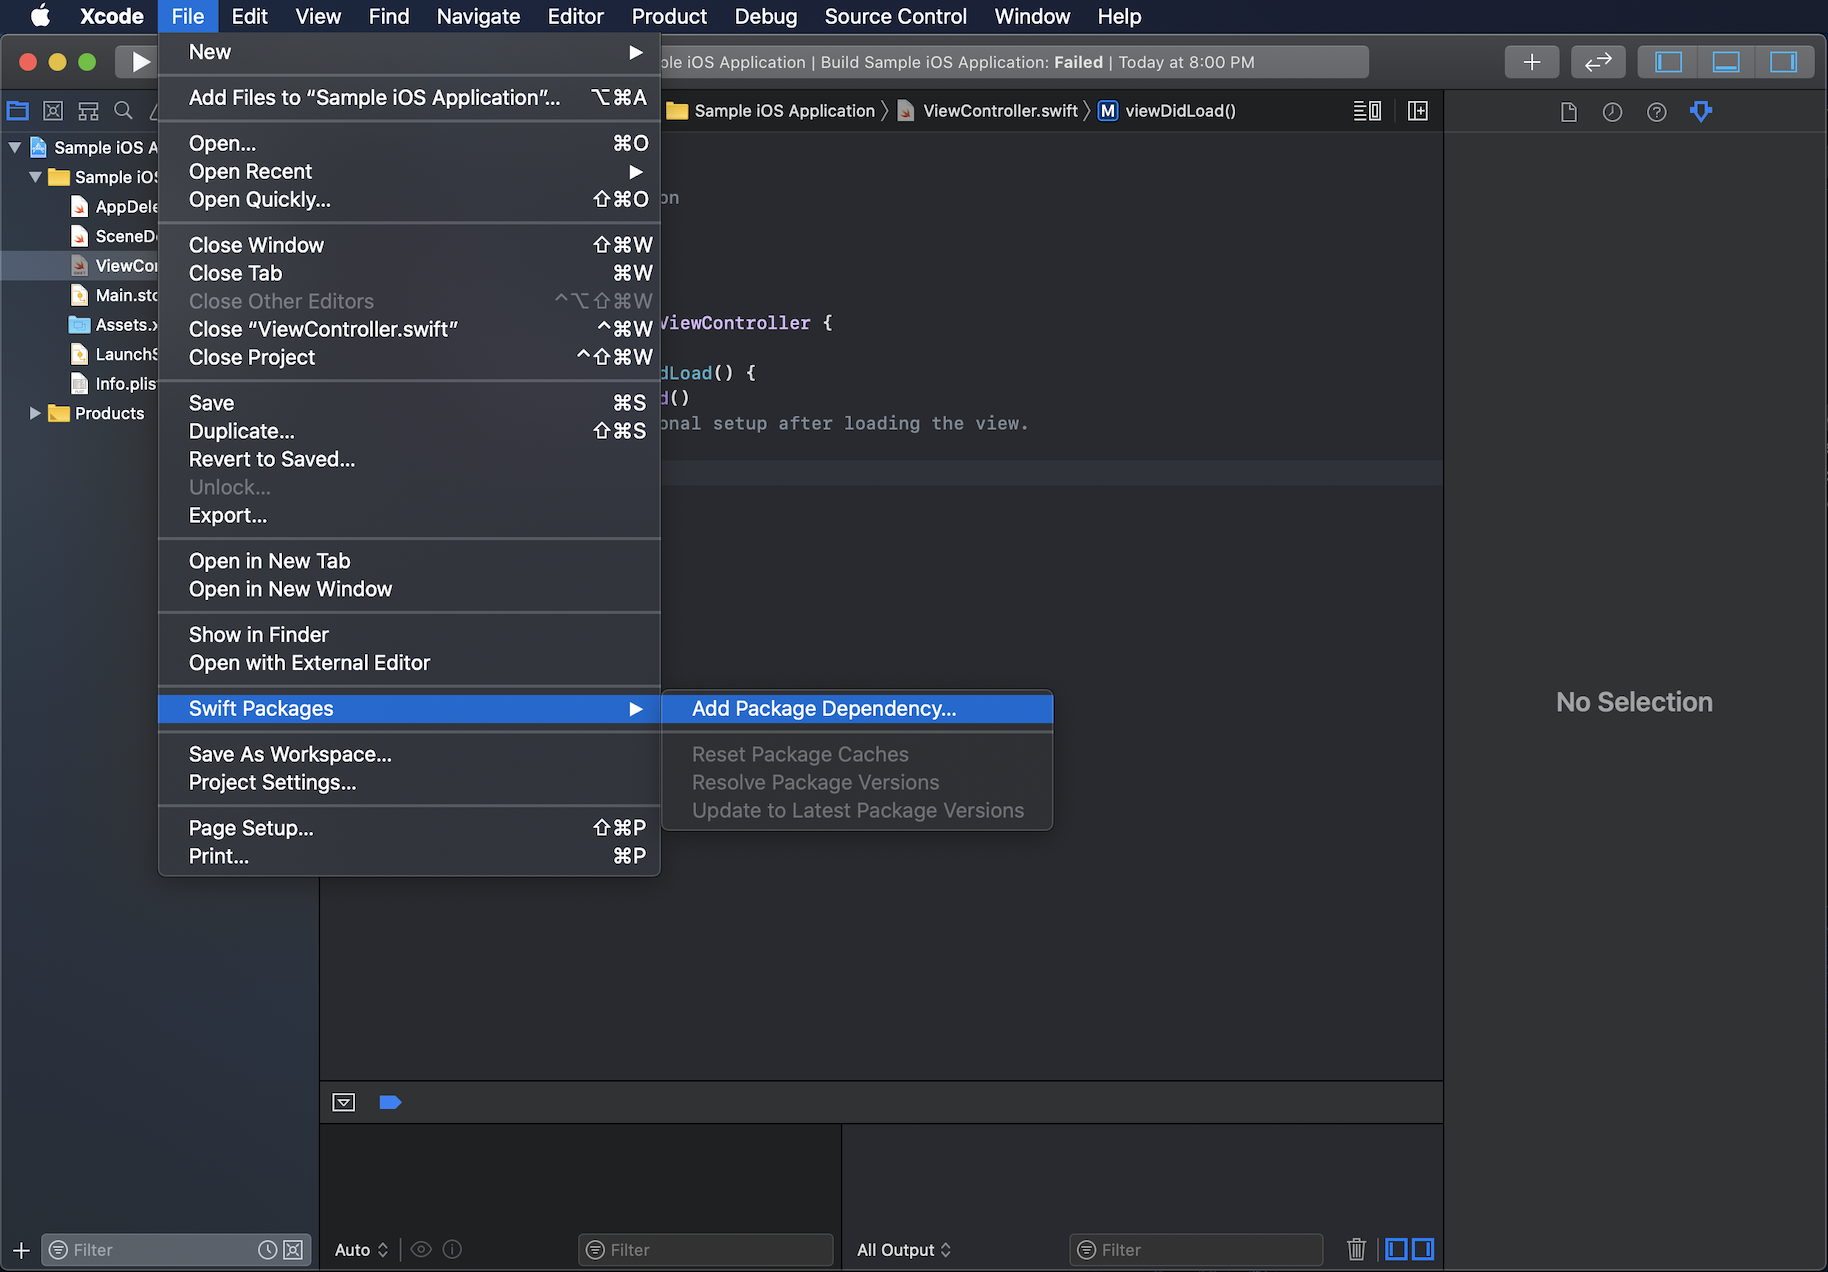 Xcode File Edit View Find Navigate Editor Product Debug Source Control Window Help
iOS Application | Build Sample iOS Application: Failed | Today at 8:00 PM
Sample iOS Application ViewController.swift M viewDidLoad()
Sample iOS A
Sample iOS
AppDele
SceneDe
ViewCon
Main.sto
Assets.x
LaunchS
Info.plis
Products
New
Add Files to “Sample iOS Application”... ⌥⌘A
Open... ⌘O
Open Recent
Open Quickly... ⇧⌘O
Close Window ⇧⌘W
Close Tab ⌘W
Close Other Editors ^⌥⇧⌘W
Close “ViewController.swift” ^⌘W
Close Project ^⇧⌘W
Save ⌘S
Duplicate... ⇧⌘S
Revert to Saved...
Unlock...
Export...
Open in New Tab
Open in New Window
Show in Finder
Open with External Editor
Swift Packages
Save As Workspace...
Project Settings...
Page Setup... ⇧⌘P
Print... ⌘P
Add Package Dependency...
Reset Package Caches
Resolve Package Versions
Update to Latest Package Versions
on
ViewController {
dLoad() {
d()
onal setup after loading the view.
No Selection
Filter
Auto
Filter
All Output
Filter